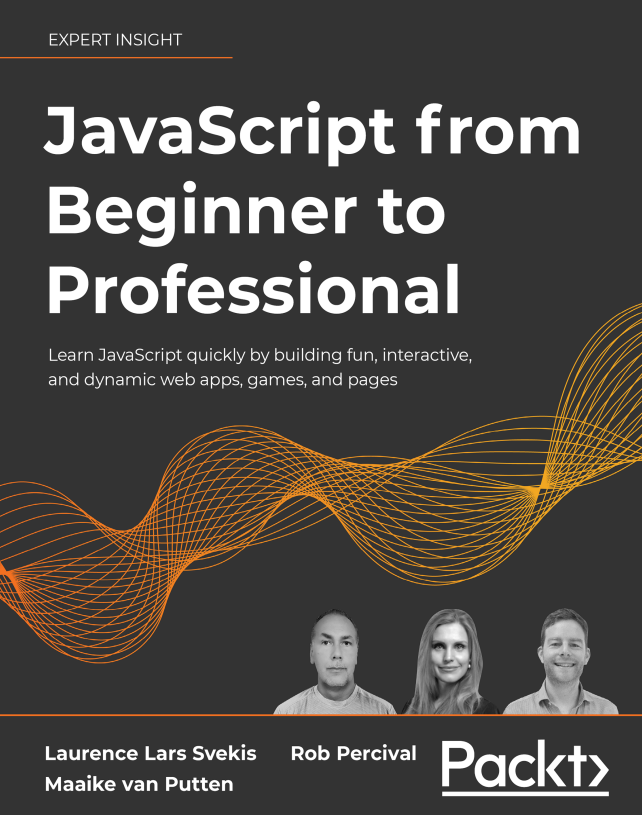 EXPERT INSIGHT
JavaScript from
Beginner to
Professional
Learn JavaScript quickly by building fun, interactive,
and dynamic web apps, games, and pages
Laurence Lars Svekis
Rob Percival
Maaike van Putten
Packt>